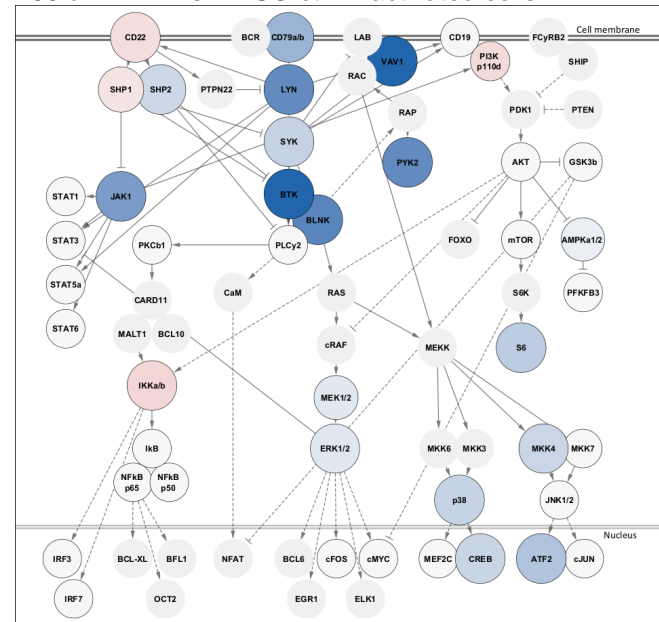 Cell membrane
CD22
BCR
CD79a/b
LAB
CD19
FCyRB2
VAV1
PI3K
p110d
SHIP
RAC
SHP1
SHP2
PTPN22
LYN
RAP
PDK1
PTEN
SYK
PYK2
AKT
GSK3b
STAT1
JAK1
BTK
BLNK
STAT3
PKCb1
PLCy2
FOXO
mTOR
AMPKa1/2
STAT5a
CARD11
CaM
RAS
S6K
PFKFB3
STAT6
MALT1
BCL10
cRAF
MEKK
S6
IKKa/b
MEK1/2
IkB
ERK1/2
MKK6
MKK3
MKK4
MKK7
NFkB
p65
NFkB
p50
p38
JNK1/2
Nucleus
IRF3
BCL-XL
BFL1
NFAT
BCL6
cFOS
cMYC
MEF2C
CREB
ATF2
cJUN
IRF7
OCT2
EGR1
ELK1